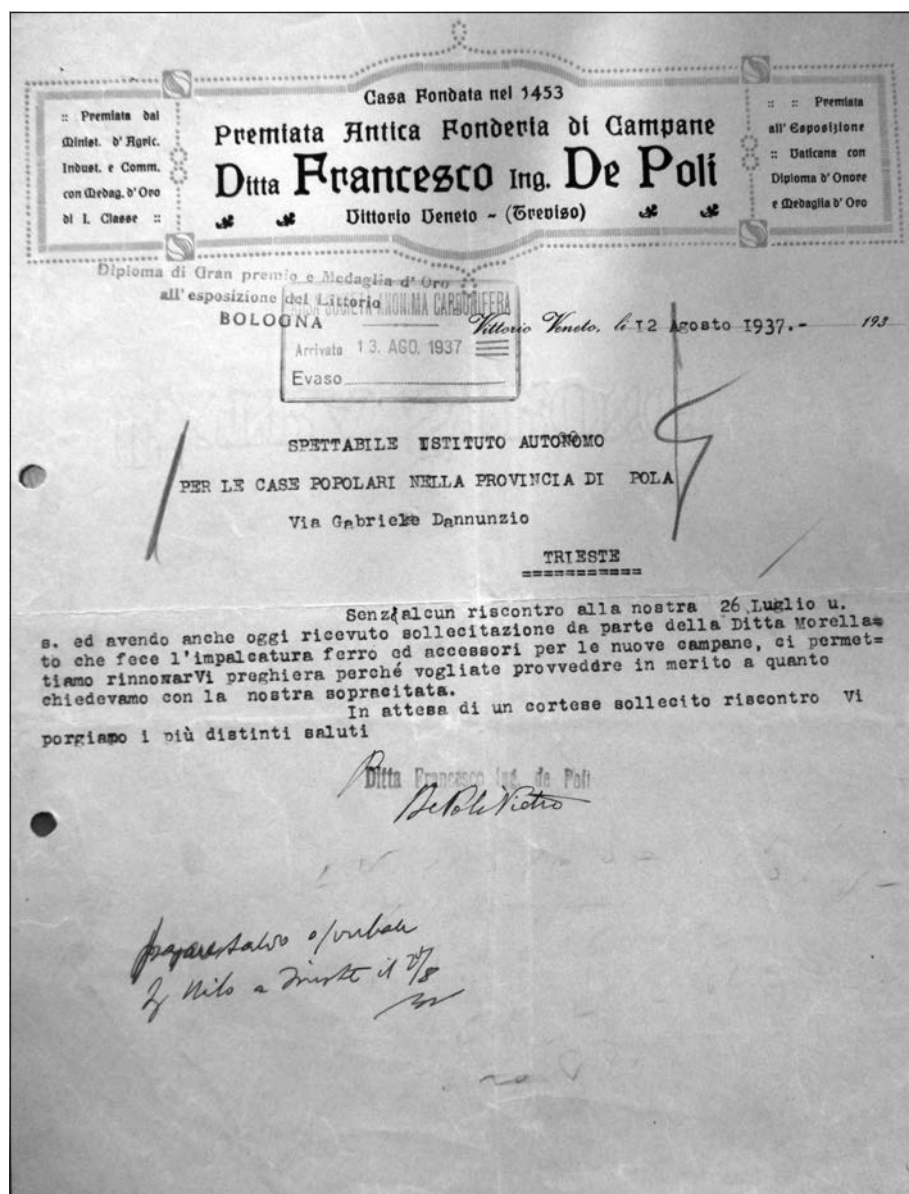 Casa Fondata nel 1453
Premiata Antica Fonderia di Campane
Ditta Francesco Ing. De Poli
Vittorio Veneto ~ (Treviso)
:: Premiata dal
Minist. d'Agric.
Indust. e Comm.
con Medag. d'Oro
di I. Classe ::
:: :: Premiata
all'Esposizione
:: Vaticana con
Diploma d'Onore
e Medaglia d'Oro
Diploma di Gran premio e Medaglia d'Oro
all'esposizione del Littorio
BOLOGNA
SOCIETÀ ANONIMA CARBONIFERA
Arrivata 13. AGO. 1937
Evaso
Vittorio Veneto, li 12 Agosto 1937.- 193
SPETTABILE ISTITUTO AUTONOMO
PER LE CASE POPOLARI NELLA PROVINCIA DI POLA
Via Gabriele Dannunzio
TRIESTE
===========
Senz'alcun riscontro alla nostra 26 Luglio u.
s. ed avendo anche oggi ricevuto sollecitazione da parte della Ditta Morella=
to che fece l'impalcatura ferro ed accessori per le nuove campane, ci permet=
tiamo rinnovarVi preghiera perché vogliate provveddre in merito a quanto
chiedevamo con la nostra sopracitata.
In attesa di un cortese sollecito riscontro Vi
porgiamo i più distinti saluti
Ditta Francesco Ing. de Poli
De Poli Pietro
a Trieste il